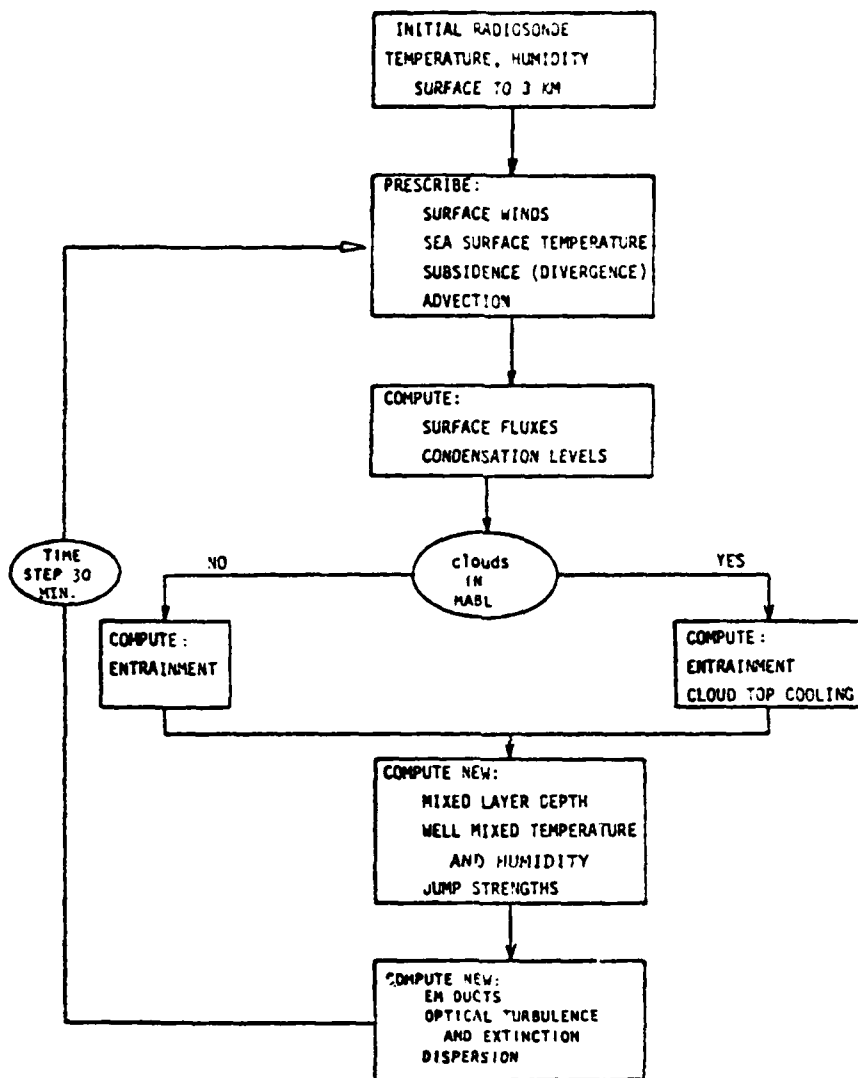 INITIAL RADIOSONDE
TEMPERATURE, HUMIDITY
SURFACE TO 3 KM
PRESCRIBE:
SURFACE WINDS
SEA SURFACE TEMPERATURE
SUBSIDENCE (DIVERGENCE)
ADVECTION
COMPUTE:
SURFACE FLUXES
CONDENSATION LEVELS
TIME
STEP 30
MIN.
NO
clouds
IN
MABL
YES
COMPUTE:
ENTRAINMENT
COMPUTE:
ENTRAINMENT
CLOUD TOP COOLING
COMPUTE NEW:
MIXED LAYER DEPTH
WELL MIXED TEMPERATURE
AND HUMIDITY
JUMP STRENGTHS
COMPUTE NEW:
EM DUCTS
OPTICAL TURBULENCE
AND EXTINCTION
DISPERSION